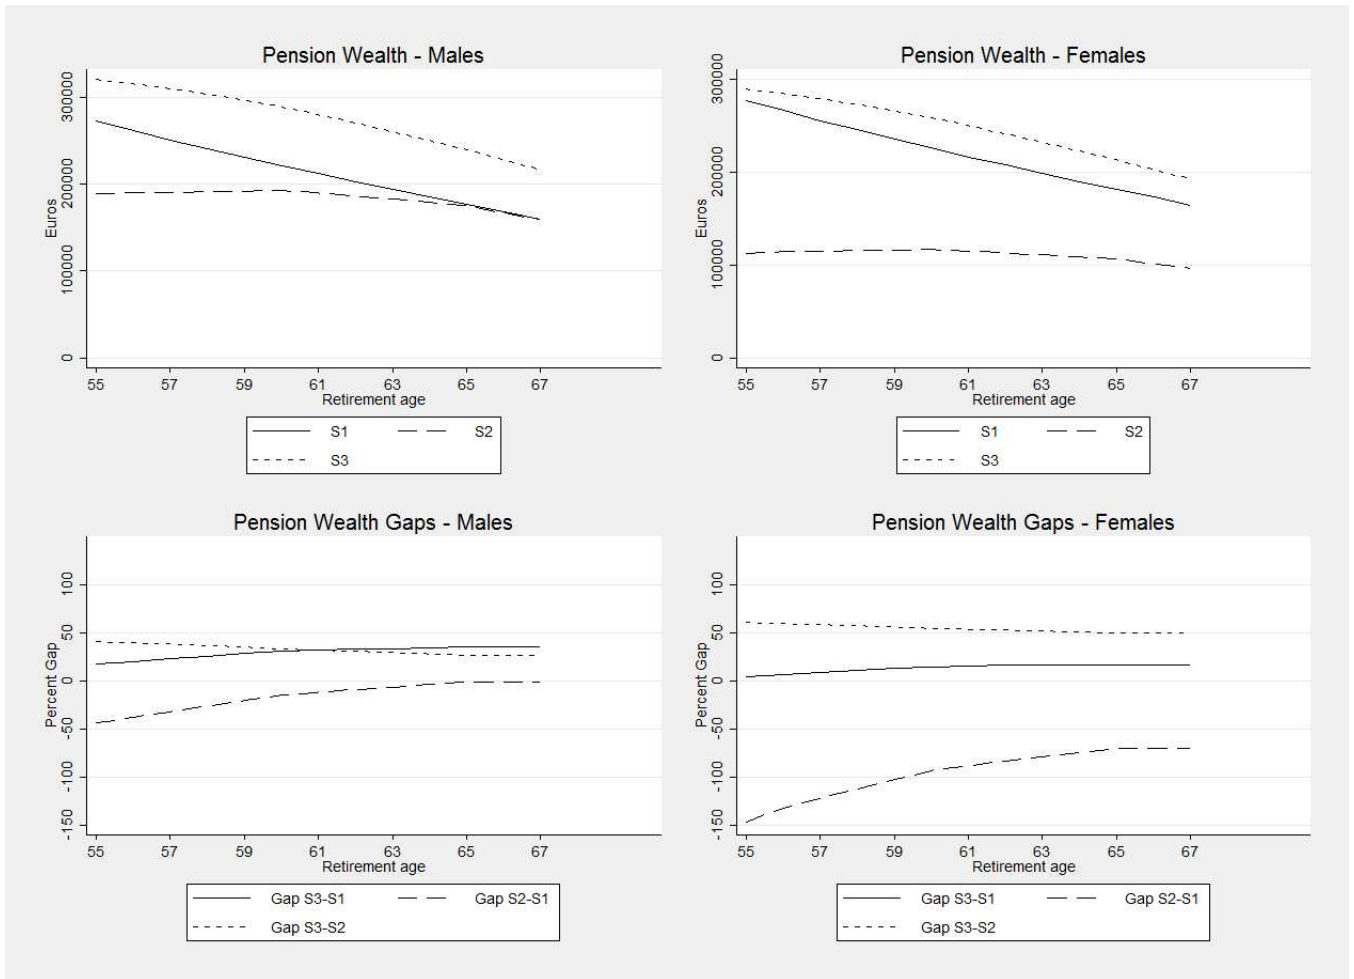 Pension Wealth - Males
Euros
300000
200000
100000
0
55 57 59 61 63 65 67
Retirement age
S1 S2
S3
Pension Wealth - Females
Euros
300000
200000
100000
0
55 57 59 61 63 65 67
Retirement age
S1 S2
S3
Pension Wealth Gaps - Males
Percent Gap
100
50
0
-50
-100
-150
55 57 59 61 63 65 67
Retirement age
Gap S3-S1 Gap S2-S1
Gap S3-S2
Pension Wealth Gaps - Females
Percent Gap
100
50
0
-50
-100
-150
55 57 59 61 63 65 67
Retirement age
Gap S3-S1 Gap S2-S1
Gap S3-S2